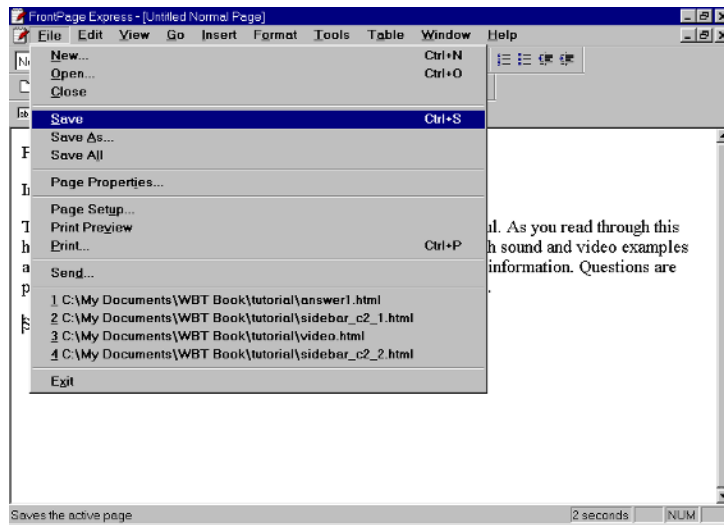 FrontPage Express - [Untitled Normal Page]
File Edit View Go Insert Format Tools Table Window Help
New... Ctrl+N
Open... Ctrl+O
Close
Save Ctrl+S
Save As...
Save All
Page Properties...
Page Setup...
Print Preview
Print... Ctrl+P
Send...
1 C:\My Documents\WBT Book\tutorial\answer1.html
2 C:\My Documents\WBT Book\tutorial\sidebar_c2_1.html
3 C:\My Documents\WBT Book\tutorial\video.html
4 C:\My Documents\WBT Book\tutorial\sidebar_c2_2.html
Exit
As you read through this
sound and video examples
information. Questions are
Saves the active page 2 seconds NUM